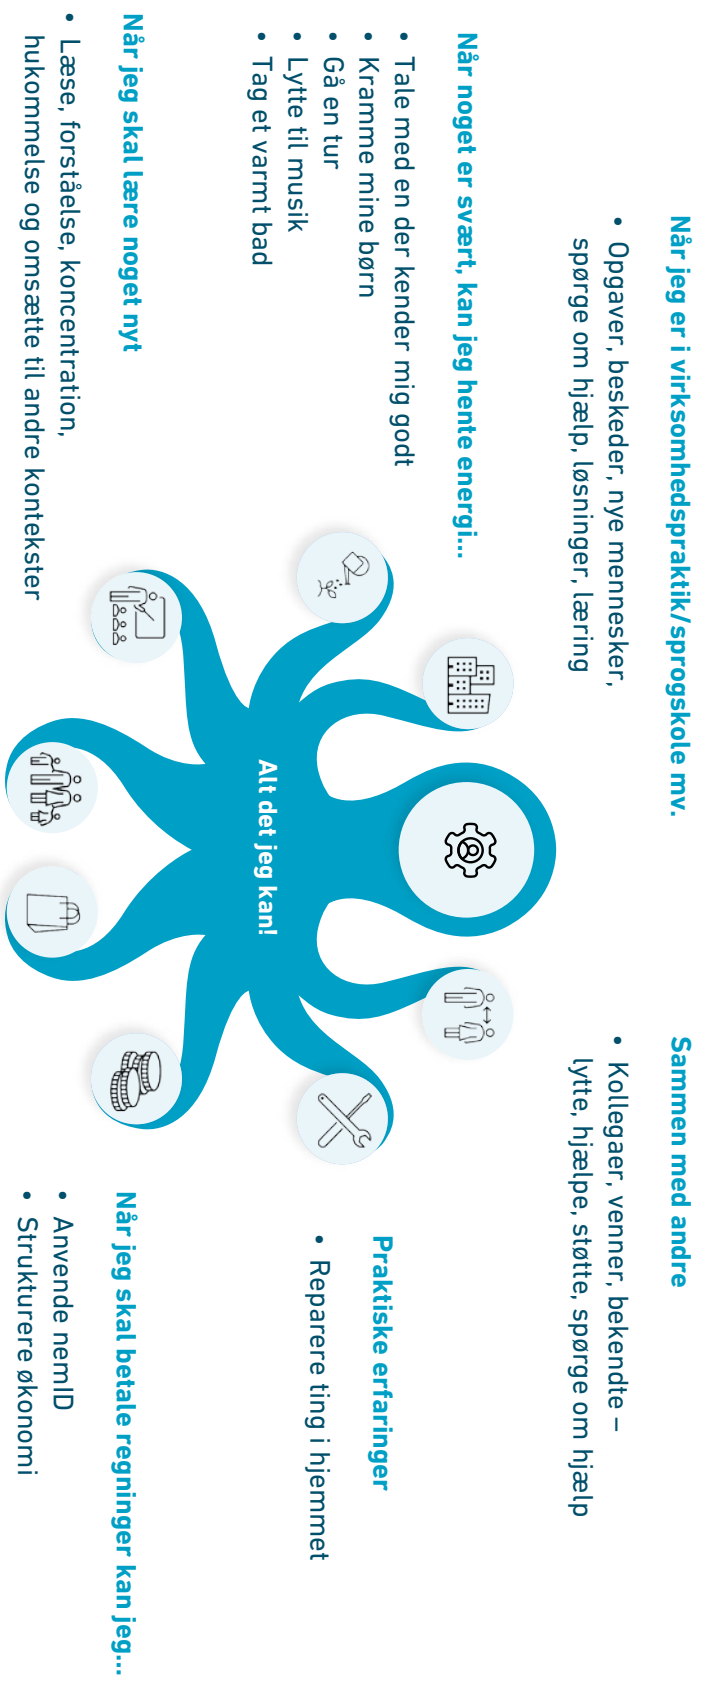 Når jeg er i virksomhedspraktik/sprogskole mv.
• Opgaver, beskeder, nye mennesker,
spørge om hjælp, løsninger, læring
Sammen med andre
• Kollegaer, venner, bekendte –
lytte, hjælpe, støtte, spørge om hjælp
Når noget er svært, kan jeg hente energi...
• Tale med en der kender mig godt
• Kramme mine børn
• Gå en tur
• Lytte til musik
• Tag et varmt bad
Praktiske erfaringer
• Reparere ting i hjemmet
Alt det jeg kan!
Når jeg skal lære noget nyt
• Læse, forståelse, koncentration,
hukommelse og omsætte til andre kontekster
Når jeg skal betale regninger kan jeg...
• Anvende nemID
• Strukturere økonomi